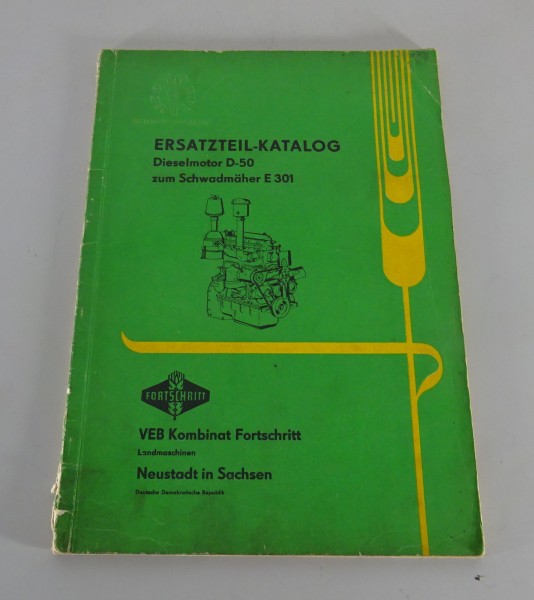 ERSATZTEIL-KATALOG
Dieselmotor D-50
zum Schwadmäher E 301
FORTSCHRITT
VEB Kombinat Fortschritt
Landmaschinen
Neustadt in Sachsen
Deutsche Demokratische Republik